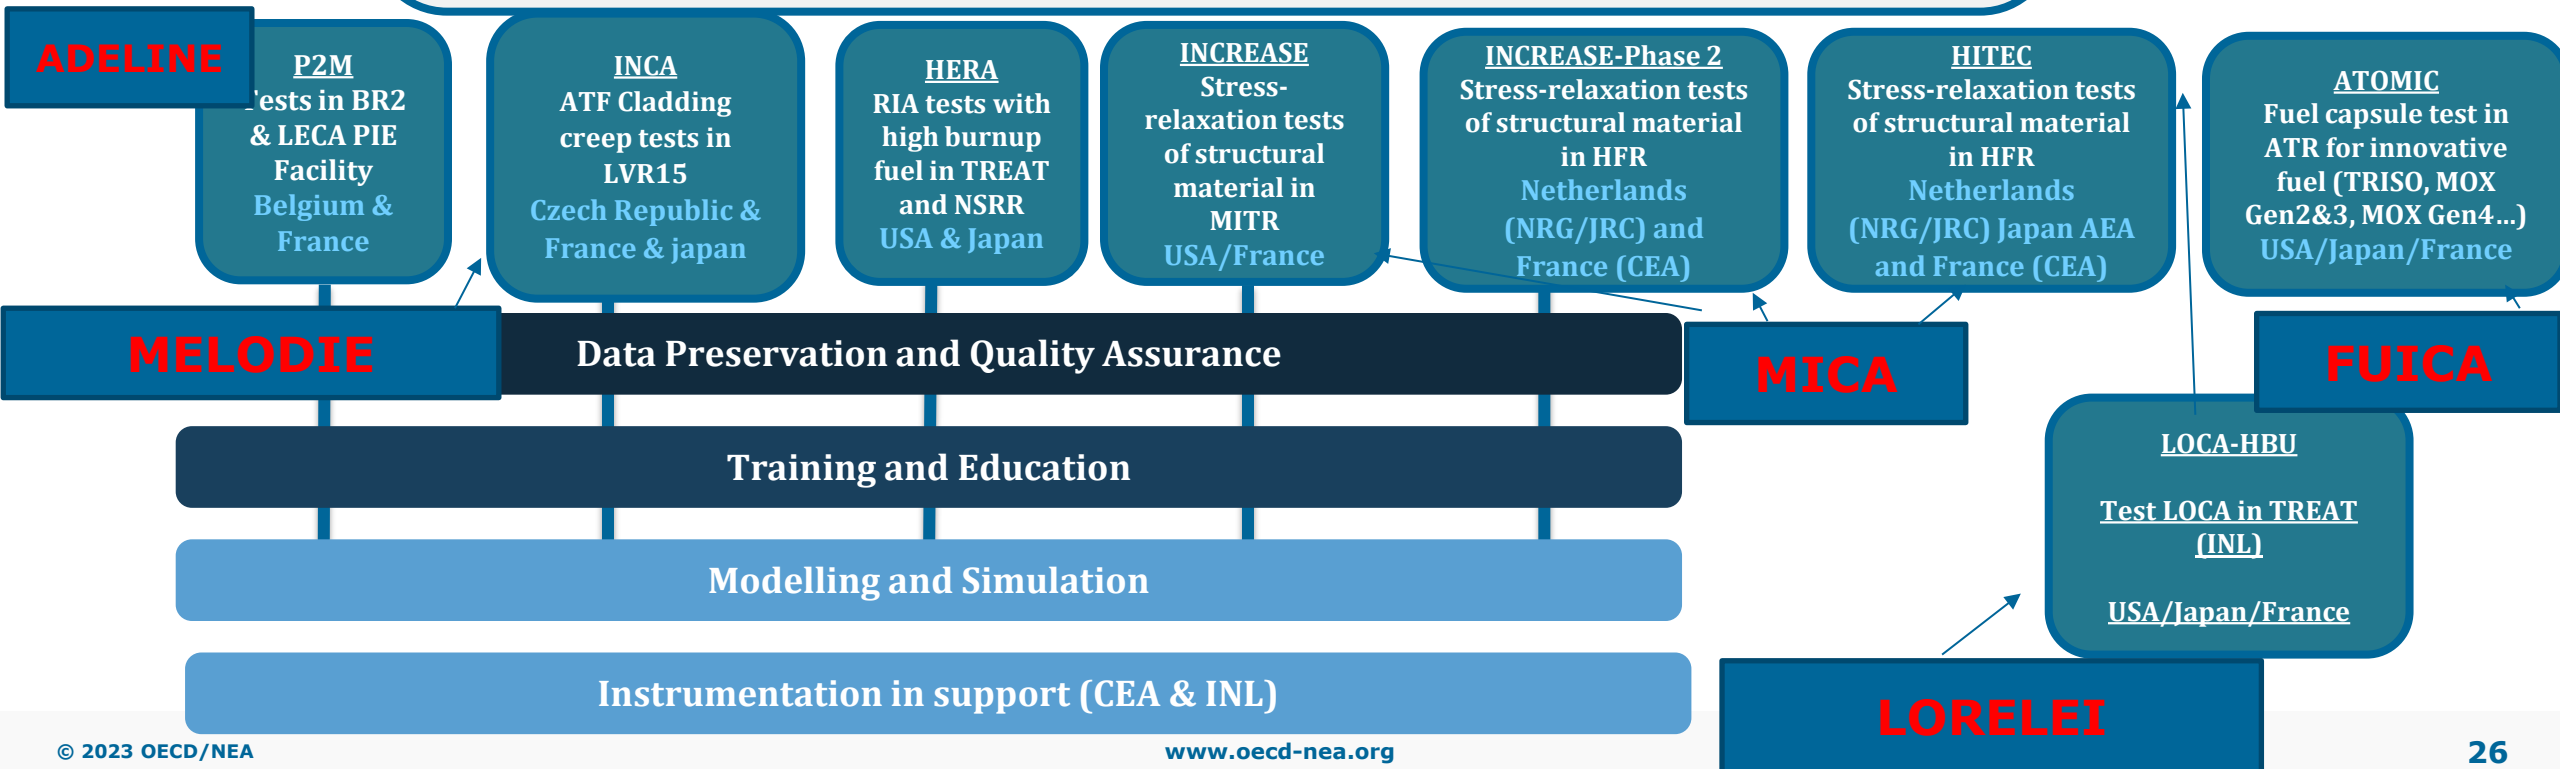 ADELINE
P2M
Tests in BR2
& LECA PIE
Facility
Belgium &
France
INCA
ATF Cladding
creep tests in
LVR15
Czech Republic &
France & japan
HERA
RIA tests with
high burnup
fuel in TREAT
and NSRR
USA & Japan
INCREASE
Stress-
relaxation tests
of structural
material in
MITR
USA/France
INCREASE-Phase 2
Stress-relaxation tests
of structural material
in HFR
Netherlands
(NRG/JRC) and
France (CEA)
HITEC
Stress-relaxation tests
of structural material
in HFR
Netherlands
(NRG/JRC) Japan AEA
and France (CEA)
ATOMIC
Fuel capsule test in
ATR for innovative
fuel (TRISO, MOX
Gen2&3, MOX Gen4…)
USA/Japan/France
MELODIE
Data Preservation and Quality Assurance
MICA
FUICA
Training and Education
LOCA-HBU
Test LOCA in TREAT
(INL)
USA/Japan/France
Modelling and Simulation
Instrumentation in support (CEA & INL)
LORELEI
© 2023 OECD/NEA
www.oecd-nea.org
26